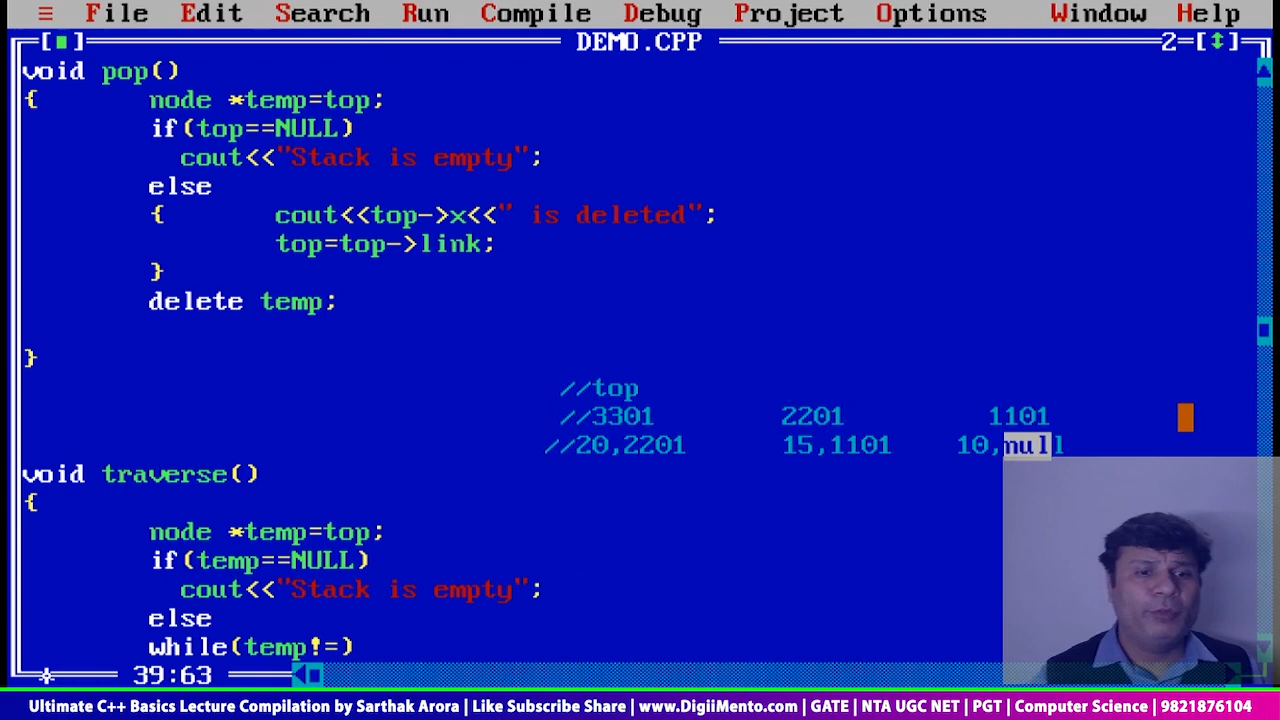 ≡ File Edit Search Run Compile Debug Project Options Window Help
[■] DEMO.CPP 2=[↕]
void pop()
{ node *temp=top;
if(top==NULL)
cout<<"Stack is empty";
else
{ cout<<top->x<<" is deleted";
top=top->link;
}
delete temp;
}
//top
//3301 2201 1101
//20,2201 15,1101 10,null
void traverse()
{
node *temp=top;
if(temp==NULL)
cout<<"Stack is empty";
else
while(temp!=)
39:63
Ultimate C++ Basics Lecture Compilation by Sarthak Arora | Like Subscribe Share | www.DigiiMento.com | GATE | NTA UGC NET | PGT | Computer Science | 9821876104